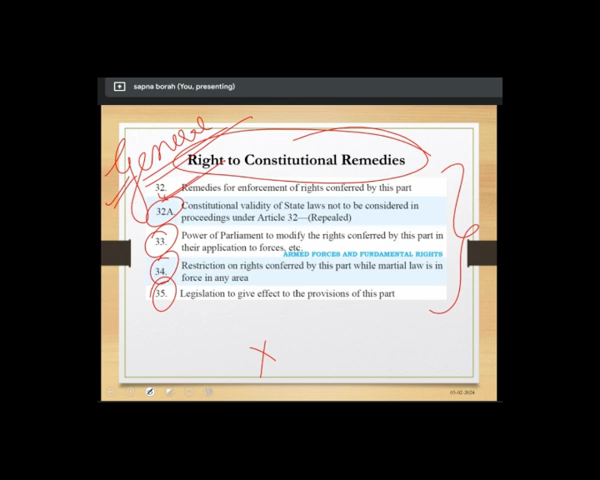 sapna borah (You, presenting)
General
Right to Constitutional Remedies
32. Remedies for enforcement of rights conferred by this part
32A. Constitutional validity of State laws not to be considered in
proceedings under Article 32—(Repealed)
33. Power of Parliament to modify the rights conferred by this part in
their application to forces, etc.
ARMED FORCES AND FUNDAMENTAL RIGHTS
34. Restriction on rights conferred by this part while martial law is in
force in any area
35. Legislation to give effect to the provisions of this part